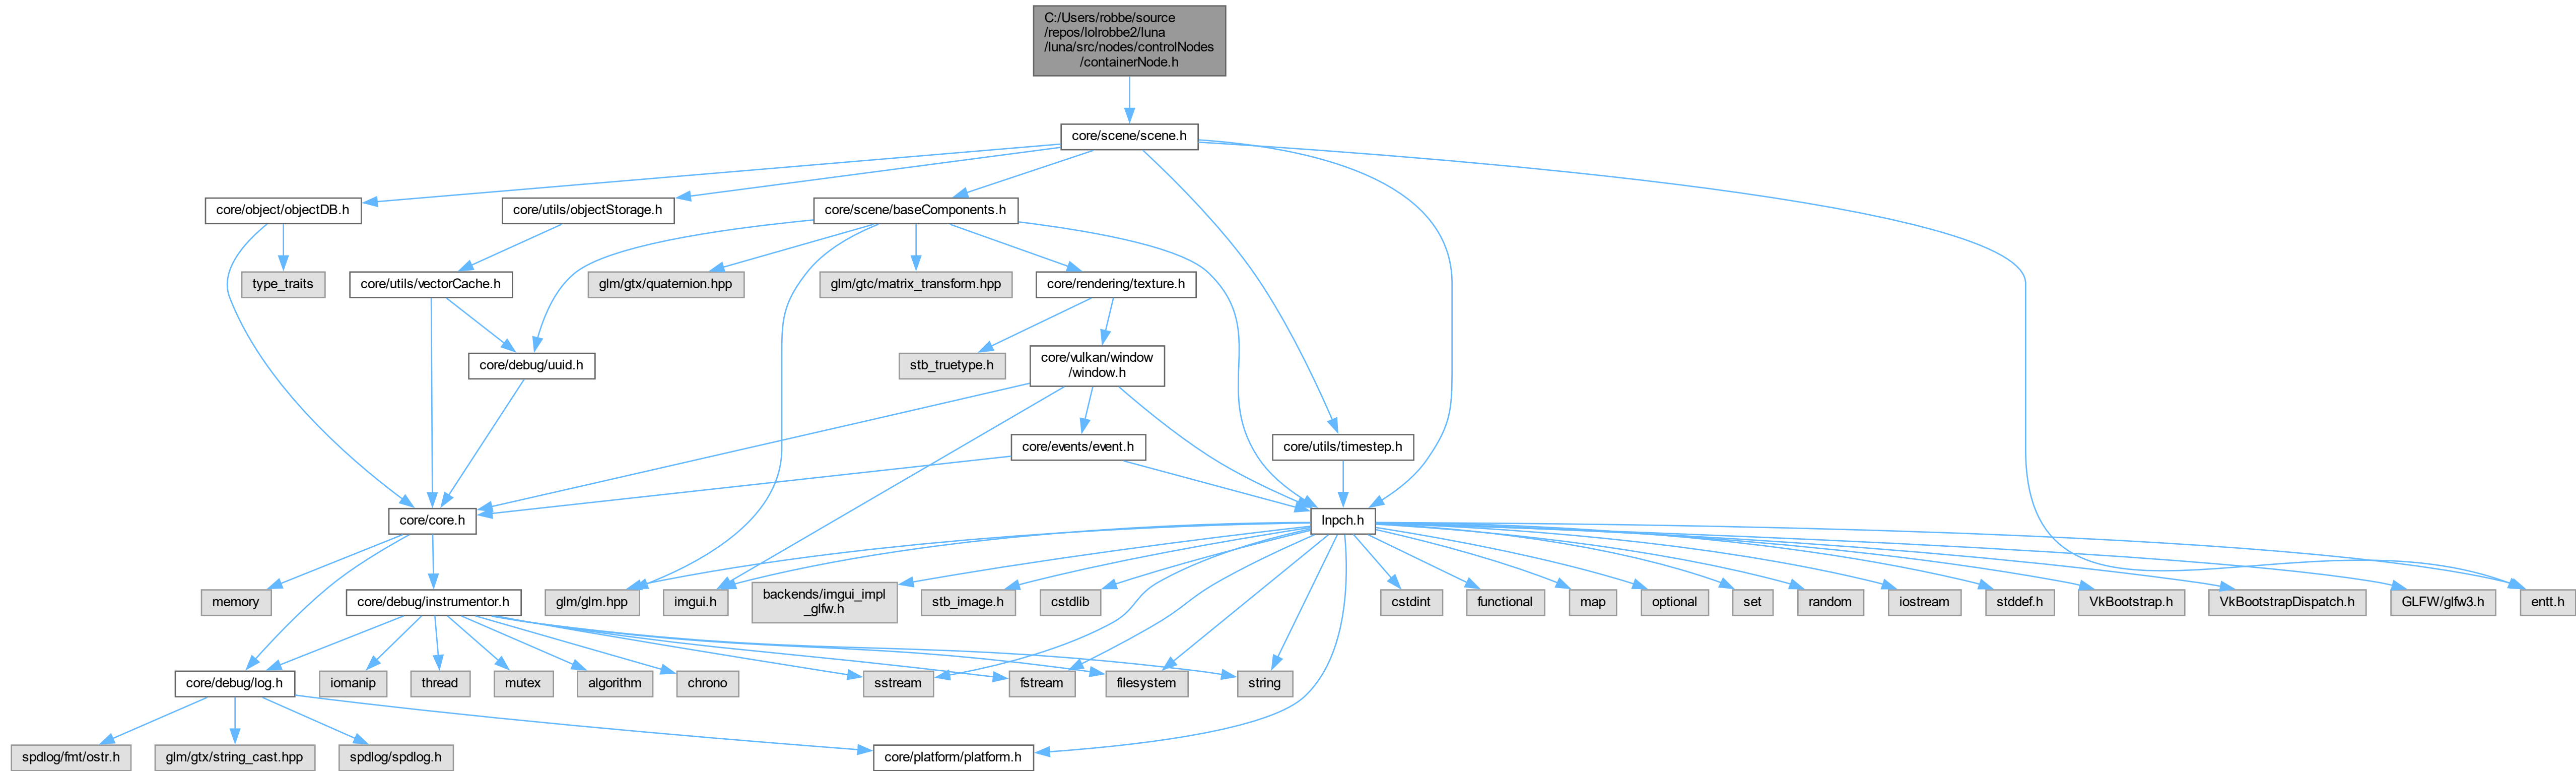 C:/Users/robbe/source
/repos/lolrobbe2/luna
/luna/src/nodes/controlNodes
/containerNode.h
core/scene/scene.h
core/object/objectDB.h
core/utils/objectStorage.h
core/scene/baseComponents.h
type_traits
core/utils/vectorCache.h
glm/gtx/quaternion.hpp
glm/gtc/matrix_transform.hpp
core/rendering/texture.h
core/debug/uuid.h
stb_truetype.h
core/vulkan/window
/window.h
core/events/event.h
core/utils/timestep.h
core/core.h
lnpch.h
memory
core/debug/instrumentor.h
glm/glm.hpp
imgui.h
backends/imgui_impl
_glfw.h
stb_image.h
cstdlib
cstdint
functional
map
optional
set
random
iostream
stddef.h
VkBootstrap.h
VkBootstrapDispatch.h
GLFW/glfw3.h
entt.h
core/debug/log.h
iomanip
thread
mutex
algorithm
chrono
sstream
fstream
filesystem
string
spdlog/fmt/ostr.h
glm/gtx/string_cast.hpp
spdlog/spdlog.h
core/platform/platform.h